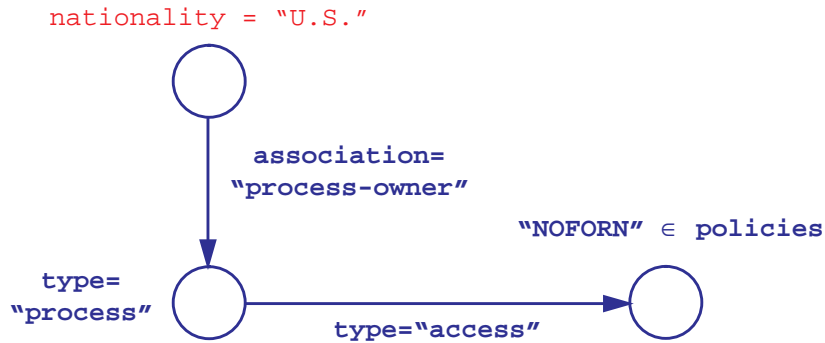 nationality = “U.S.”
association=
“process-owner”
“NOFORN” ∈ policies
type=
“process”
type=“access”